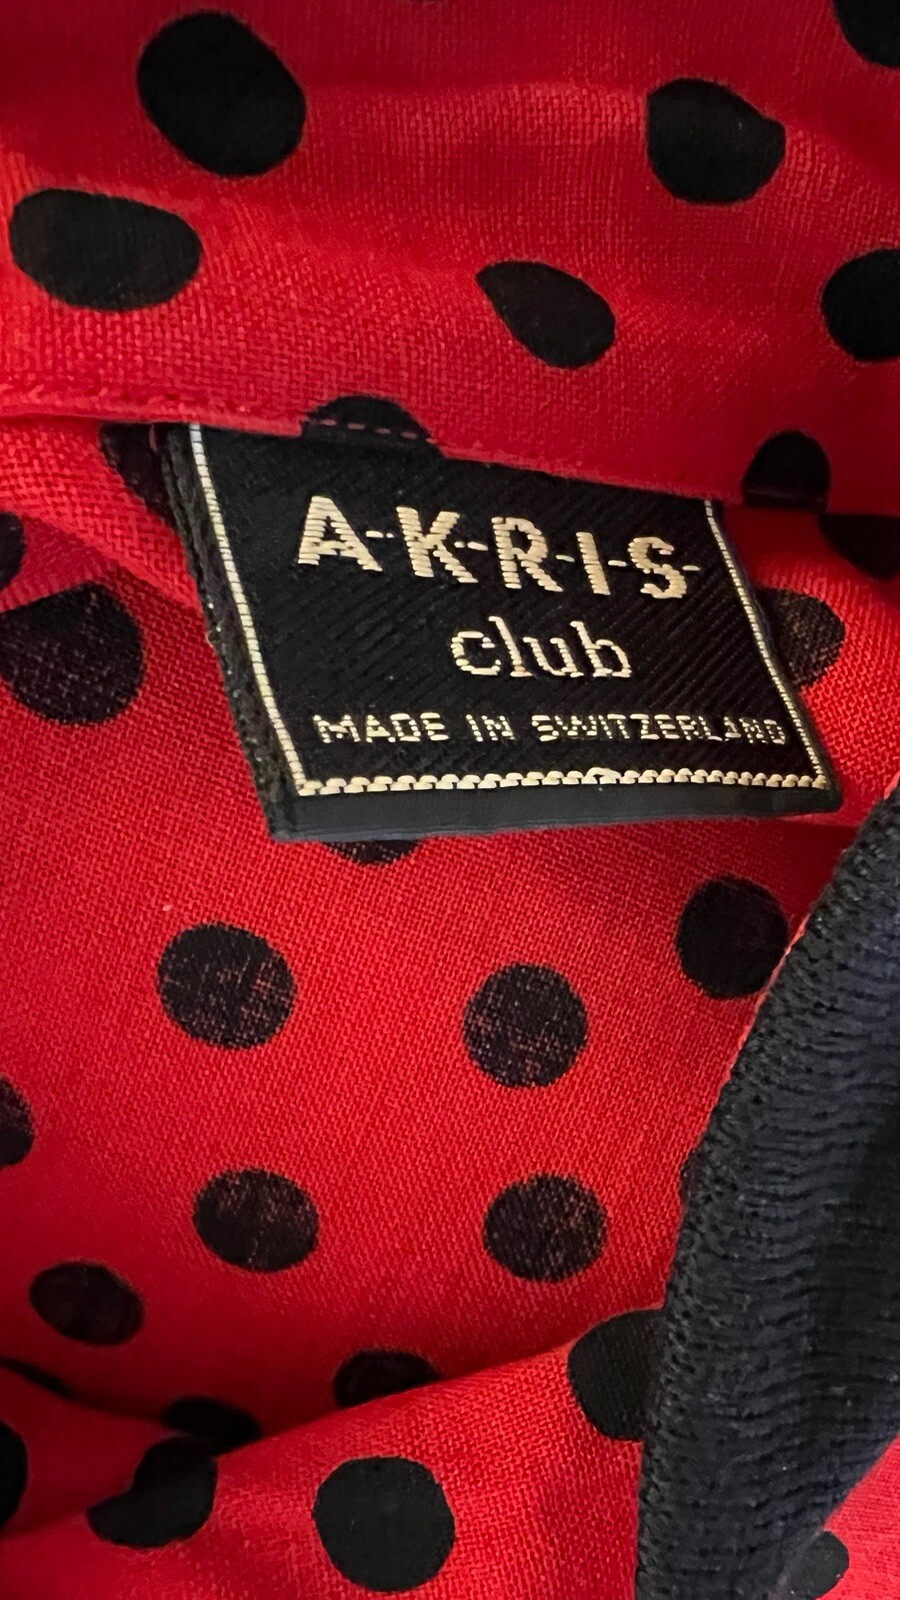 A-K-R-I-S-
club
MADE IN SWITZERLAND